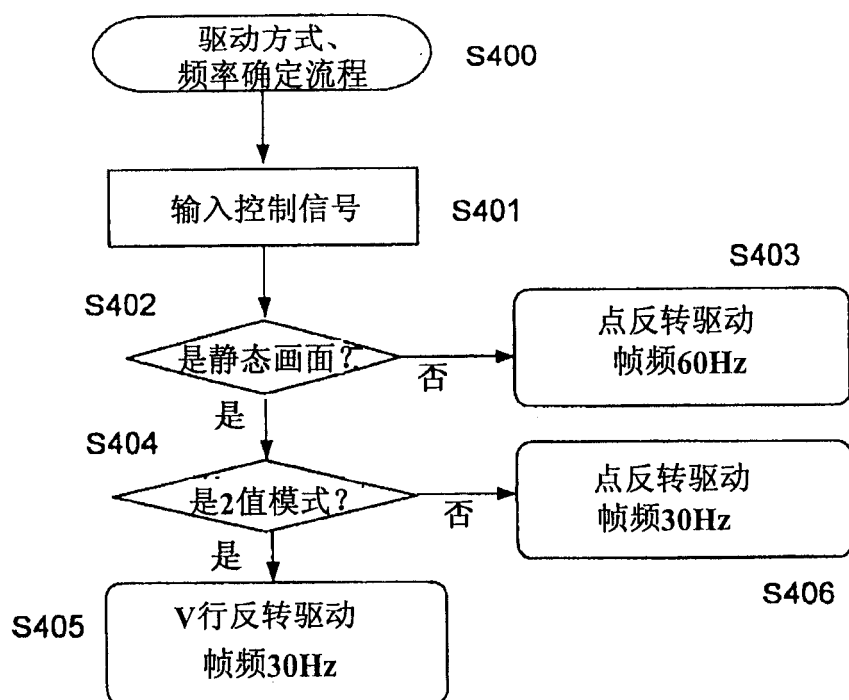 驱动方式、
频率确定流程
S400
输入控制信号
S401
S402
是静态画面?
否
是
S403
点反转驱动
帧频60Hz
S404
是2值模式?
否
是
点反转驱动
帧频30Hz
S406
S405
V行反转驱动
帧频30Hz